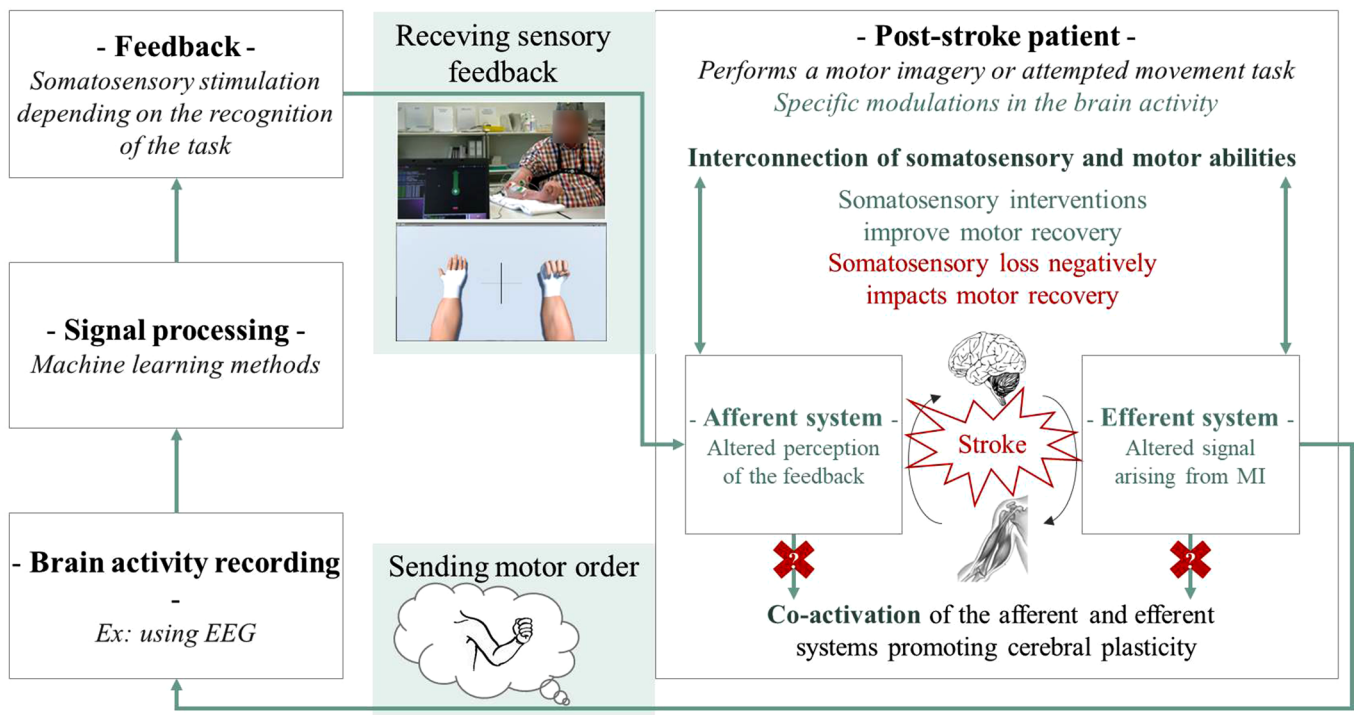 - Feedback -
Somatosensory stimulation
depending on the recognition
of the task
- Signal processing -
Machine learning methods
- Brain activity recording
-
Ex: using EEG
Receving sensory
feedback
Sending motor order
- Post-stroke patient -
Performs a motor imagery or attempted movement task
Specific modulations in the brain activity
Interconnection of somatosensory and motor abilities
Somatosensory interventions
improve motor recovery
Somatosensory loss negatively
impacts motor recovery
- Afferent system -
Altered perception
of the feedback
Stroke
- Efferent system -
Altered signal
arising from MI
?
?
Co-activation of the afferent and efferent
systems promoting cerebral plasticity